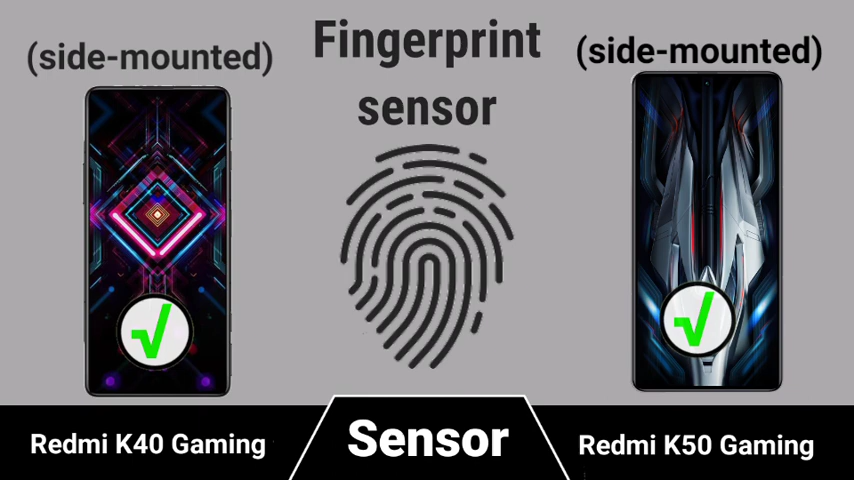 Fingerprint
sensor
(side-mounted)
(side-mounted)
Redmi K40 Gaming
Sensor
Redmi K50 Gaming